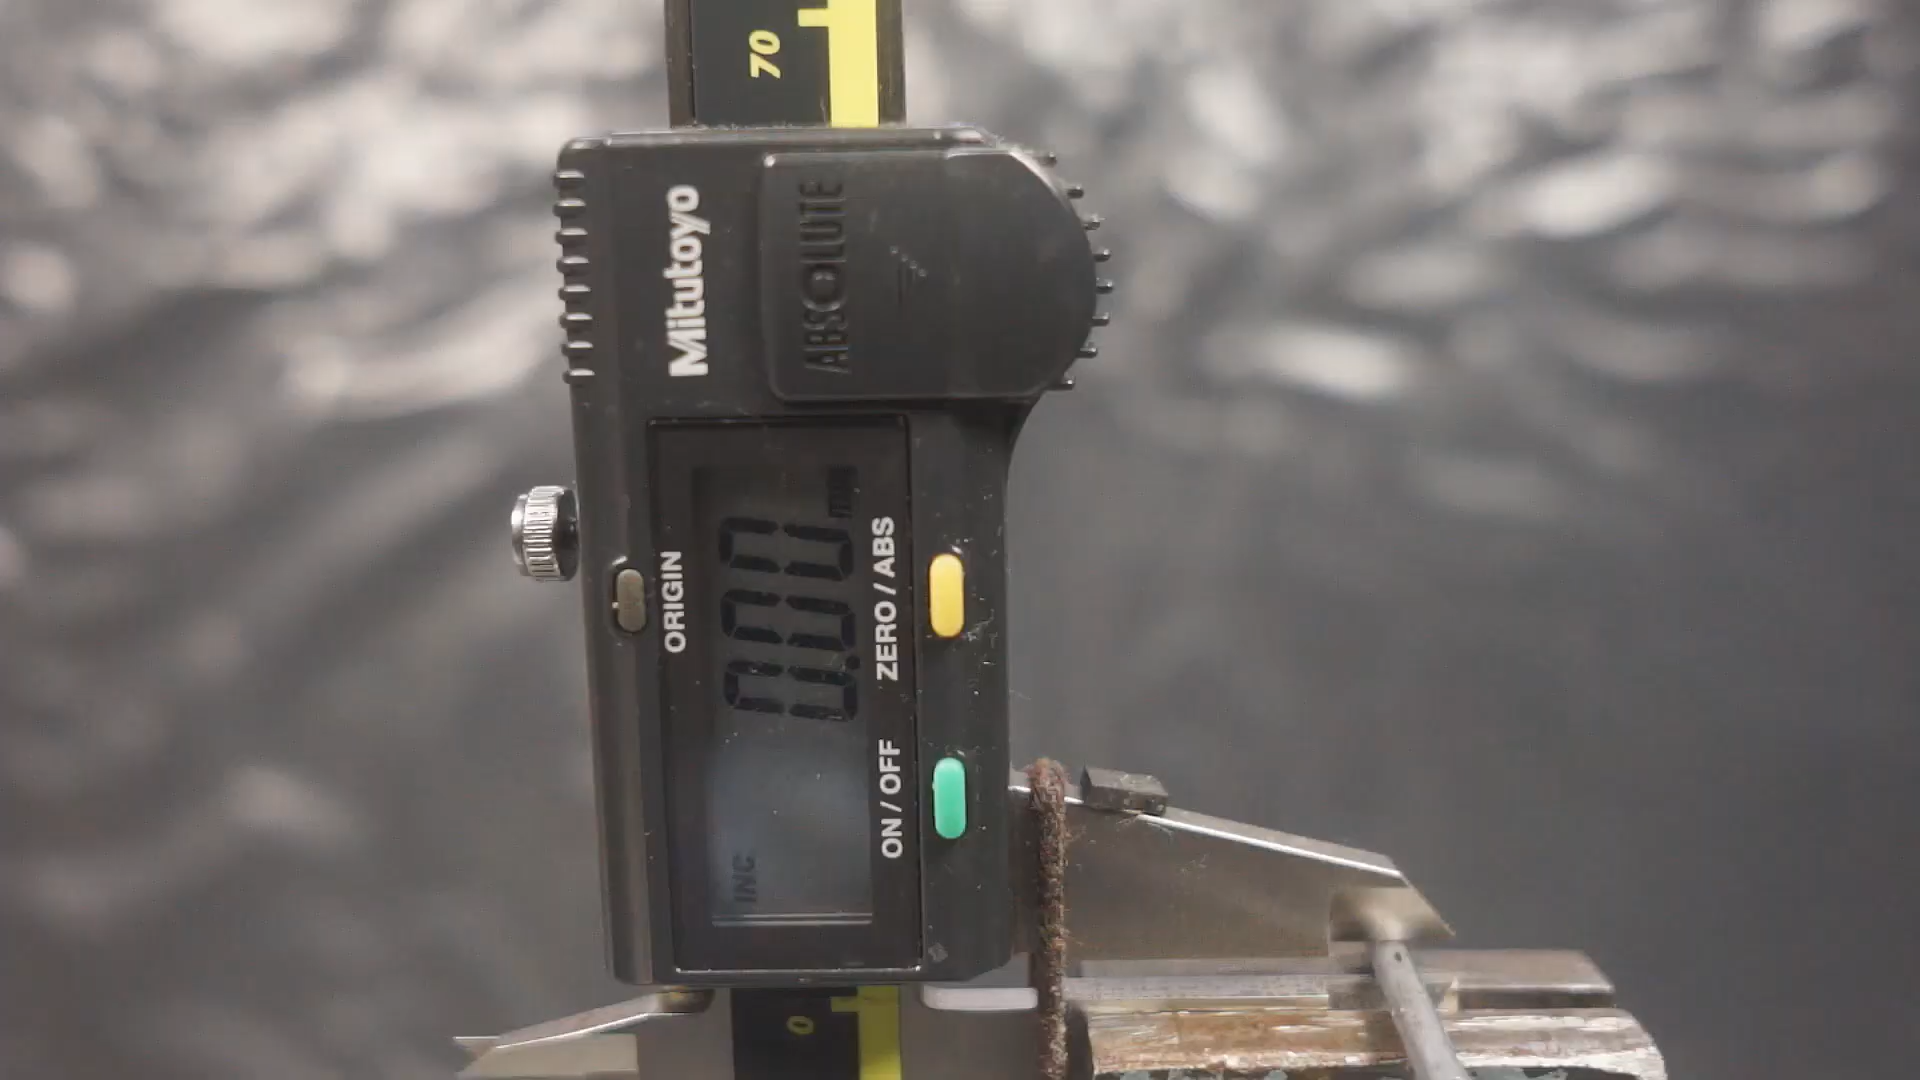 70
Mitutoyo
ABSOLUTE
ORIGIN
INC
0.00
mm
ZERO / ABS
ON / OFF
0